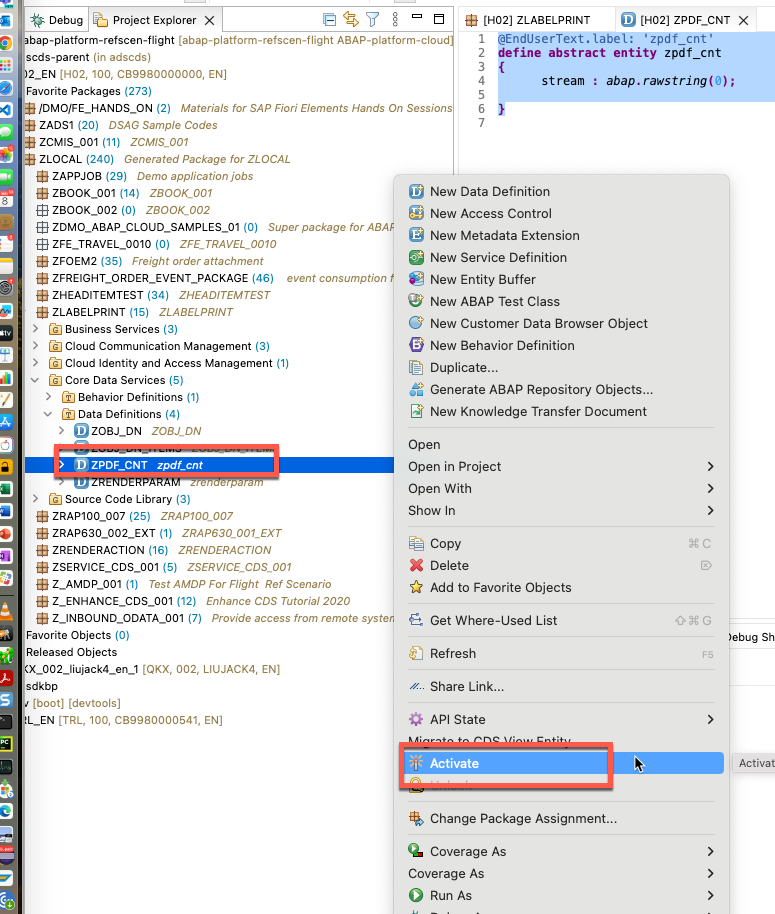 Debug
Project Explorer
[H02] ZLABELPRINT
[H02] ZPDF_CNT
abap-platform-refscen-flight [abap-platform-refscen-flight ABAP-platform-cloud]
scds-parent (in adscds)
02_EN [H02, 100, CB9980000000, EN]
Favorite Packages (273)
/DMO/FE_HANDS_ON (2) Materials for SAP Fiori Elements Hands On Sessions
ZADS1 (20) DSAG Sample Codes
ZCMIS_001 (11) ZCMIS_001
ZLOCAL (240) Generated Package for ZLOCAL
ZAPPJOB (29) Demo application jobs
ZBOOK_001 (14) ZBOOK_001
ZBOOK_002 (0) ZBOOK_002
ZDMO_ABAP_CLOUD_SAMPLES_01 (0) Super package for ABAP
ZFE_TRAVEL_0010 (0) ZFE_TRAVEL_0010
ZFOEM2 (35) Freight order attachment
ZFREIGHT_ORDER_EVENT_PACKAGE (46) event consumption f
ZHEADITEMTEST (34) ZHEADITEMTEST
ZLABELPRINT (15) ZLABELPRINT
Business Services (3)
Cloud Communication Management (3)
Cloud Identity and Access Management (1)
Core Data Services (5)
Behavior Definitions (1)
Data Definitions (4)
ZOBJ_DN ZOBJ_DN
ZOBJ_DN_ITEMS ZOBJ_DN_ITEM
ZPDF_CNT zpdf_cnt
ZRENDERPARAM zrenderparam
Source Code Library (3)
ZRAP100_007 (25) ZRAP100_007
ZRAP630_002_EXT (1) ZRAP630_001_EXT
ZRENDERACTION (16) ZRENDERACTION
ZSERVICE_CDS_001 (5) ZSERVICE_CDS_001
Z_AMDP_001 (1) Test AMDP For Flight Ref Scenario
Z_ENHANCE_CDS_001 (12) Enhance CDS Tutorial 2020
Z_INBOUND_ODATA_001 (7) Provide access from remote system
Favorite Objects (0)
Released Objects
KX_002_liujack4_en_1 [QKX, 002, LIUJACK4, EN]
sdkbp
[boot] [devtools]
RL_EN [TRL, 100, CB9980000541, EN]
1 @EndUserText.label: 'zpdf_cnt'
2 define abstract entity zpdf_cnt
3 {
4 stream : abap.rawstring(0);
5
6 }
7
New Data Definition
New Access Control
New Metadata Extension
New Service Definition
New Entity Buffer
New ABAP Test Class
New Customer Data Browser Object
New Behavior Definition
Duplicate...
Generate ABAP Repository Objects...
New Knowledge Transfer Document
Open
Open in Project
Open With
Show In
Copy ⌘ C
Delete ⌦
Add to Favorite Objects
Get Where-Used List ⇧⌘ G
Refresh F5
Share Link...
API State
Migrate to CDS View Entity
Activate
Unlock
Change Package Assignment...
Coverage As
Coverage As
Run As
Debug As
Debug Sh
Activat